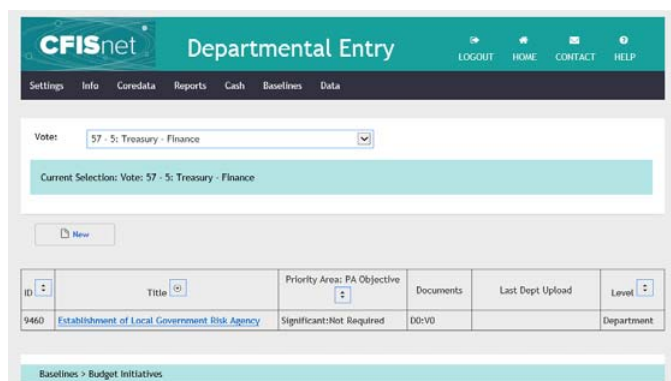 CFISnet Departmental Entry LOGOUT HOME CONTACT HELP
Settings Info Coredata Reports Cash Baselines Data
Vote: 57 - 5: Treasury - Finance
Current Selection: Vote: 57 - 5: Treasury - Finance
New
ID Title Priority Area: PA Objective Documents Last Dept Upload Level
9460 Establishment of Local Government Risk Agency Significant:Not Required D0:V0 Department
Baselines > Budget Initiatives